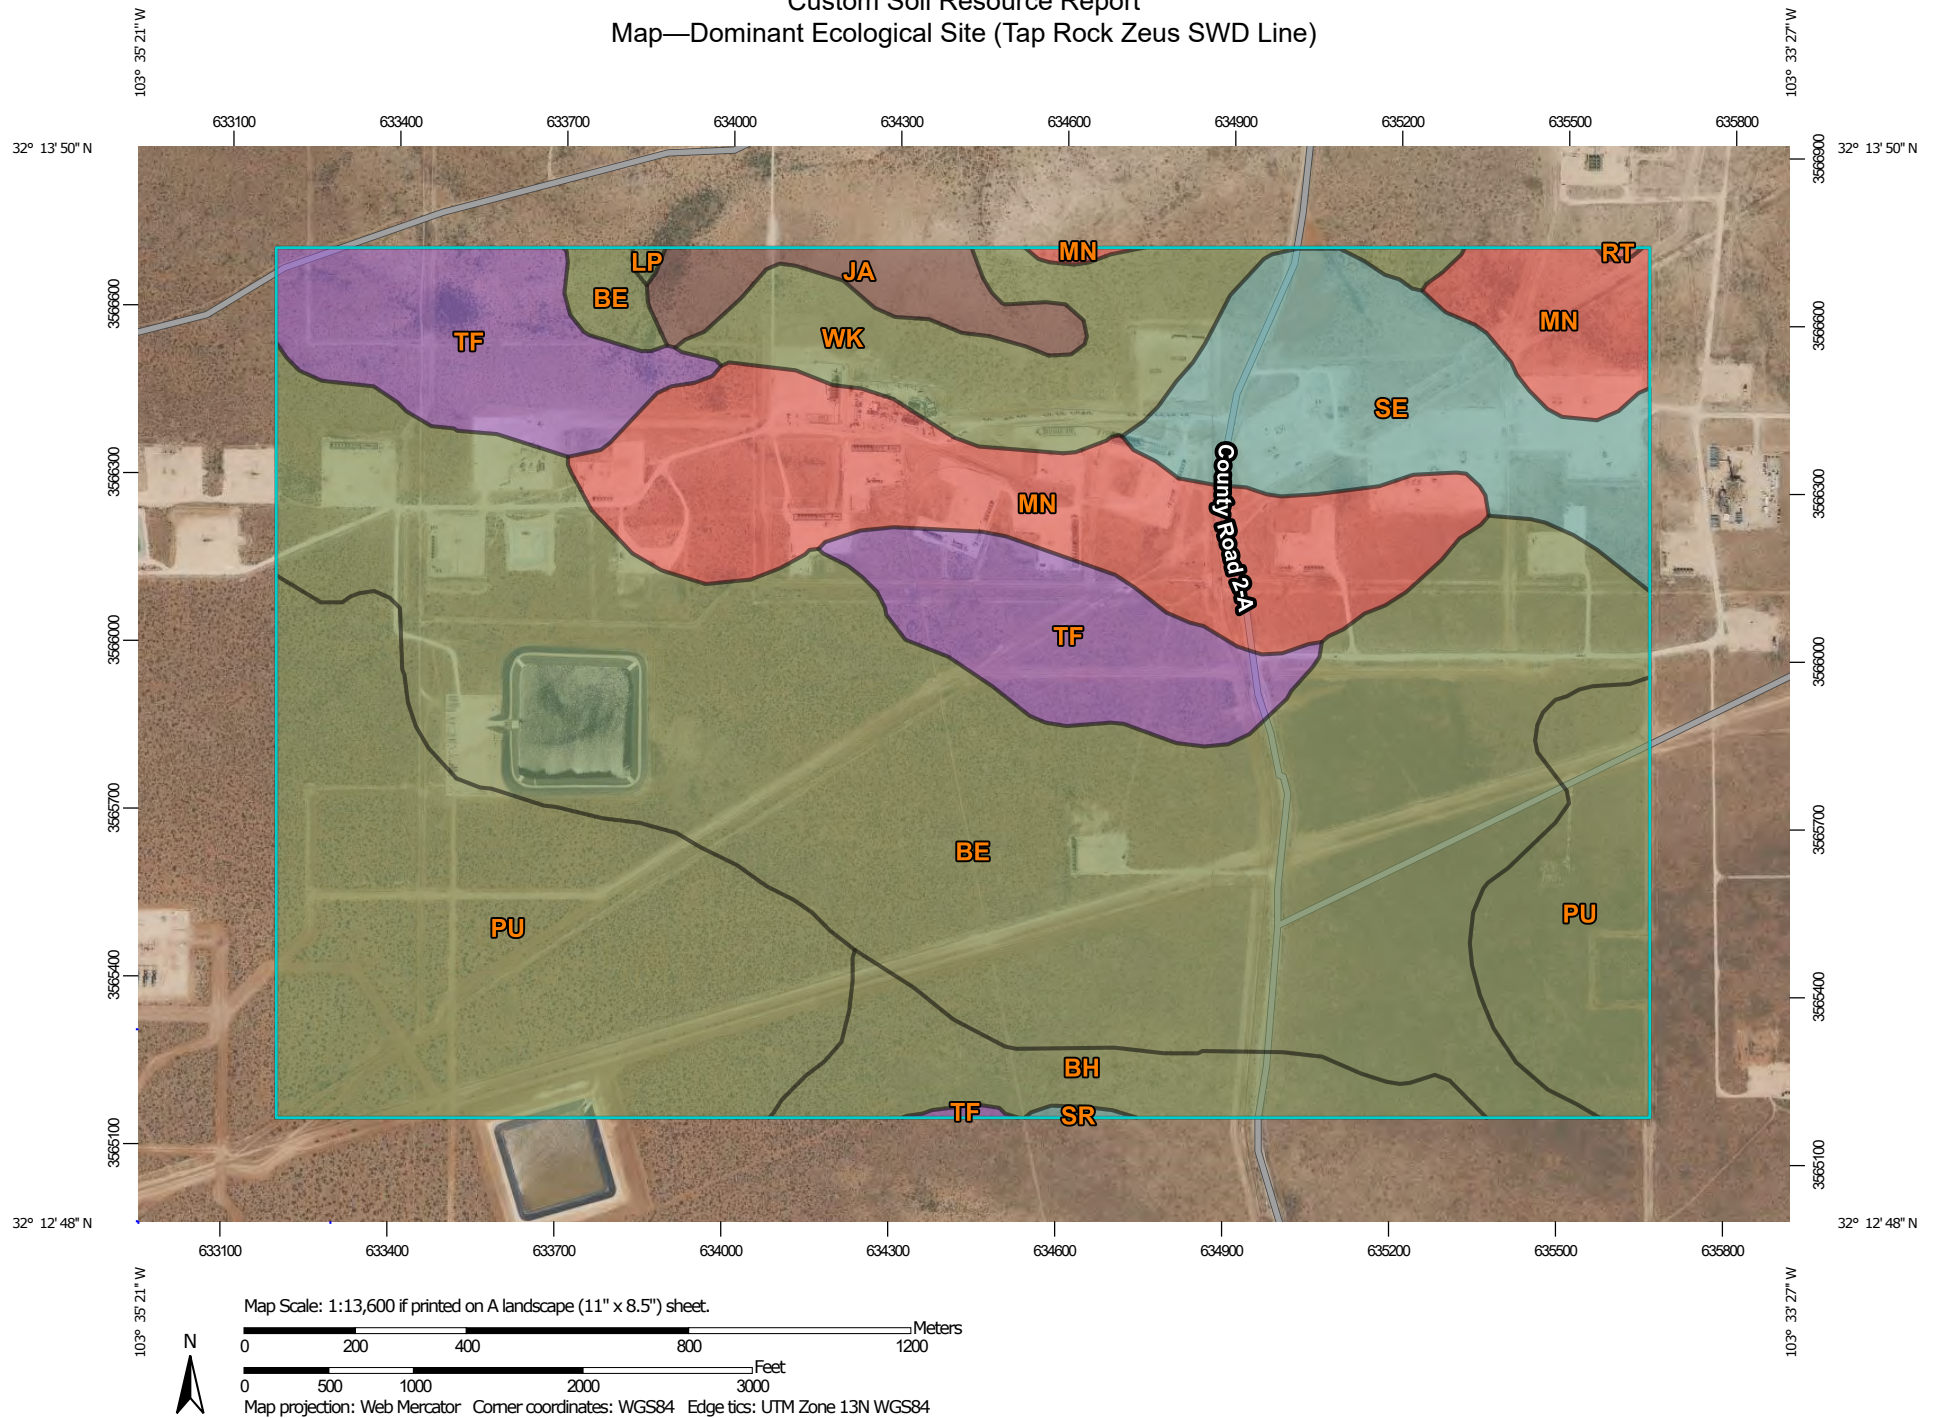 Custom Soil Resource Report
Map—Dominant Ecological Site (Tap Rock Zeus SWD Line)
103° 35' 21" W
103° 33' 27" W
633100 633400 633700 634000 634300 634600 634900 635200 635500 635800
32° 13' 50" N
32° 13' 50" N
3566900
3566600
3566600
3566300
3566300
3566000
3566000
3565700
3565700
3565400
3565400
3565100
3565100
LP
JA
MN
RT
BE
TF
WK
MN
SE
County Road 2-A
MN
TF
BE
PU
PU
BH
TF
SR
32° 12' 48" N
32° 12' 48" N
633100 633400 633700 634000 634300 634600 634900 635200 635500 635800
103° 35' 21" W
103° 33' 27" W
Map Scale: 1:13,600 if printed on A landscape (11" x 8.5") sheet.
Meters
0 200 400 800 1200
Feet
0 500 1000 2000 3000
N
Map projection: Web Mercator Corner coordinates: WGS84 Edge tics: UTM Zone 13N WGS84